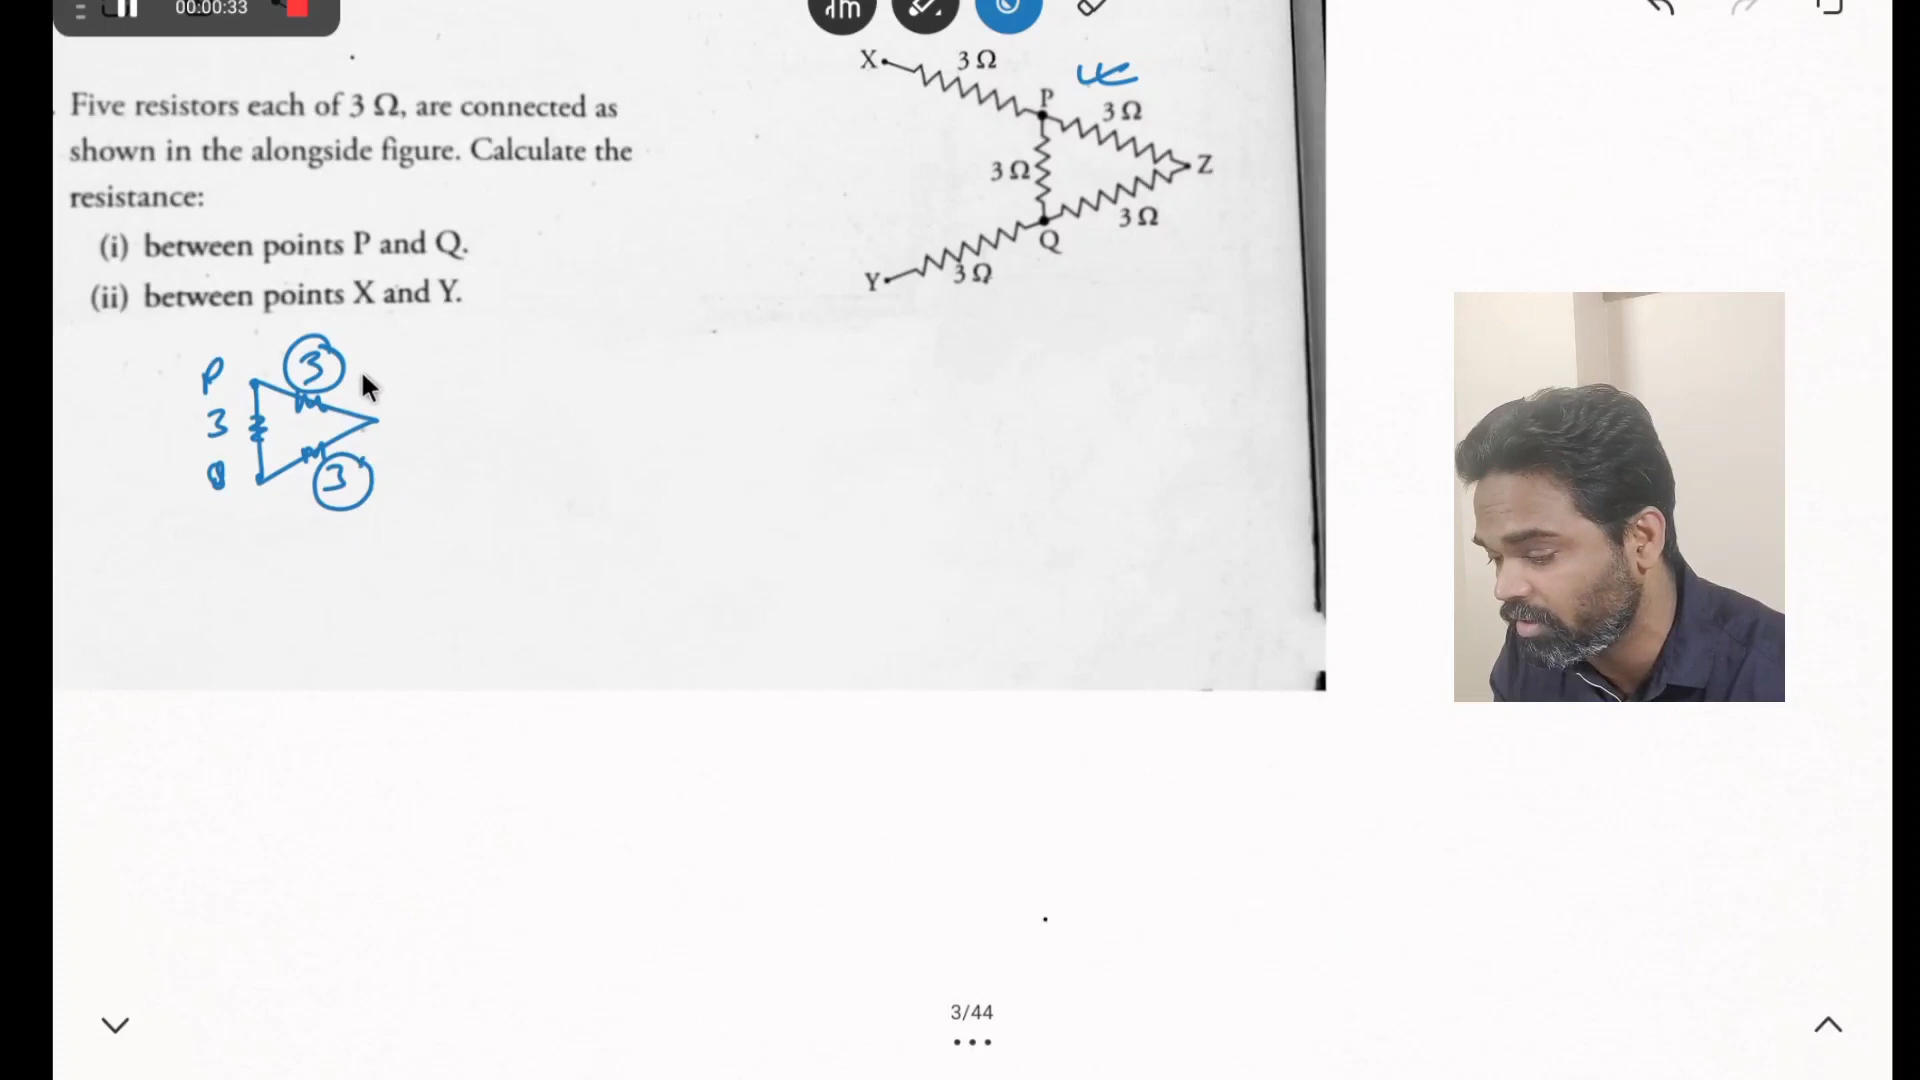 00:00:33
Five resistors each of 3 Ω, are connected as
shown in the alongside figure. Calculate the
resistance:
(i) between points P and Q.
(ii) between points X and Y.
X
3 Ω
P
3 Ω
3 Ω
Z
3 Ω
Q
Y
3 Ω
P
3
3
Q
3
3/44